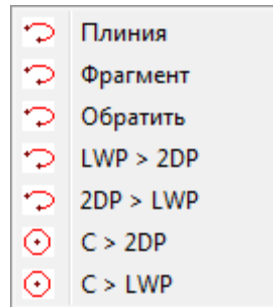 Плиния
Фрагмент
Обратить
LWP > 2DP
2DP > LWP
C > 2DP
C > LWP